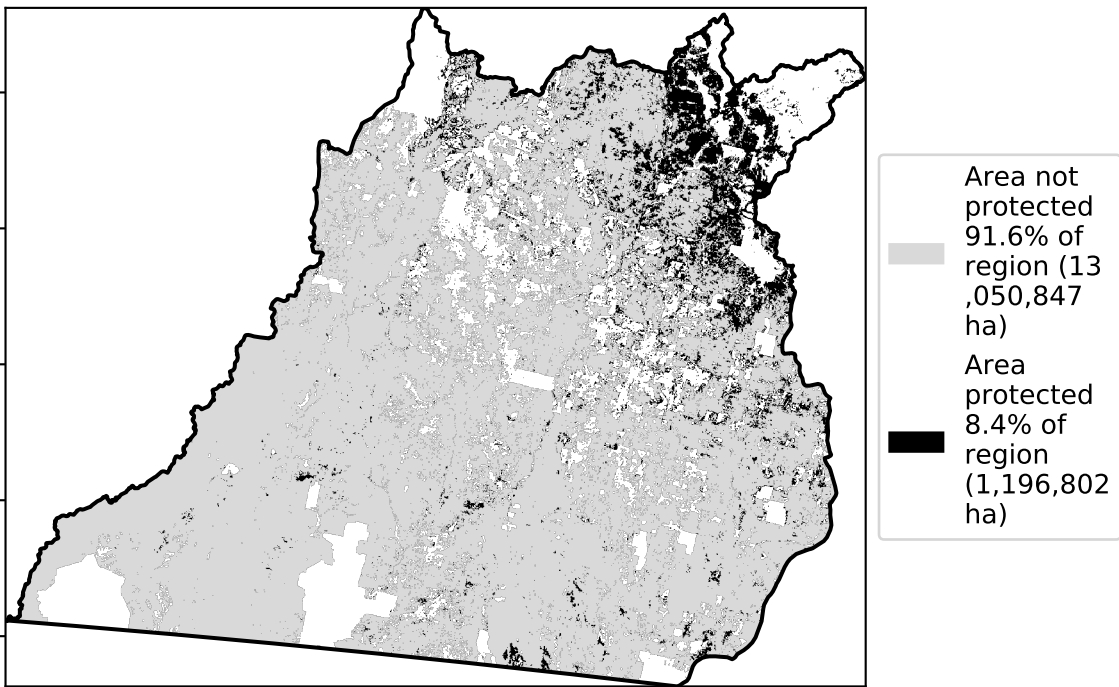 Area not
protected
91.6% of
region (13
,050,847
ha)
Area
protected
8.4% of
region
(1,196,802
ha)